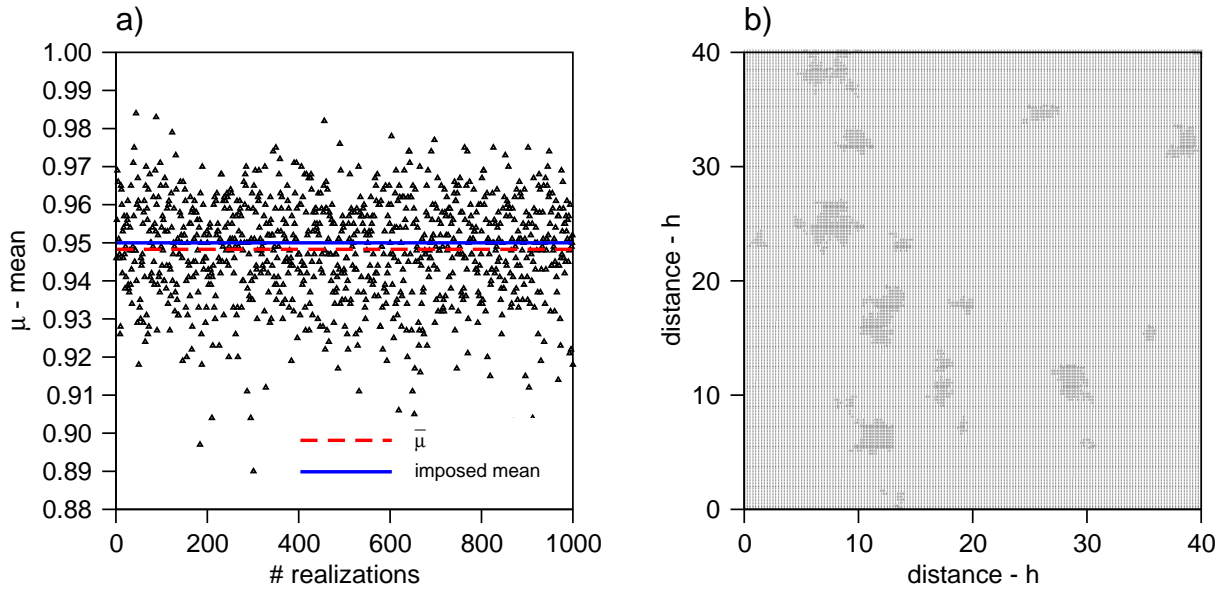 a)
1.00
0.99
0.98
0.97
0.96
0.95
0.94
0.93
0.92
0.91
0.90
0.89
0.88
μ - mean
0 200 400 600 800 1000
# realizations
μ̅
imposed mean
b)
40
30
20
10
0
distance - h
0 10 20 30 40
distance - h